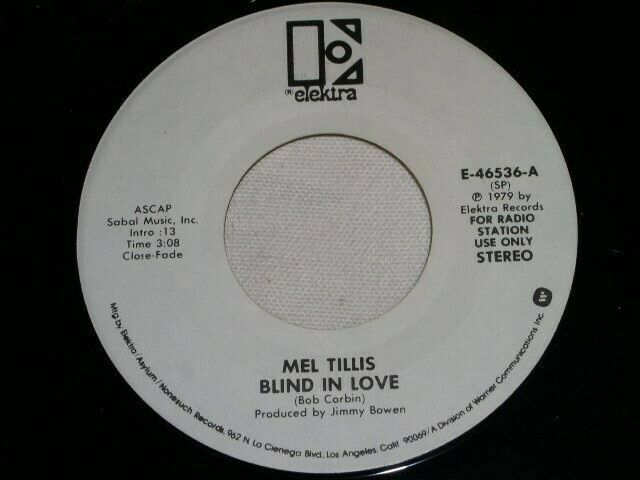 (R) elektra
E-46536-A
(SP)
℗ 1979 by
Elektra Records
FOR RADIO
STATION
USE ONLY
STEREO
ASCAP
Sabal Music, Inc.
Intro :13
Time 3:08
Close-Fade
MEL TILLIS
BLIND IN LOVE
(Bob Corbin)
Produced by Jimmy Bowen
Mfg. by Elektra/Asylum/Nonesuch Records, 962 N. La Cienega Blvd., Los Angeles, Calif. 90069/A Division of Warner Communications Inc.